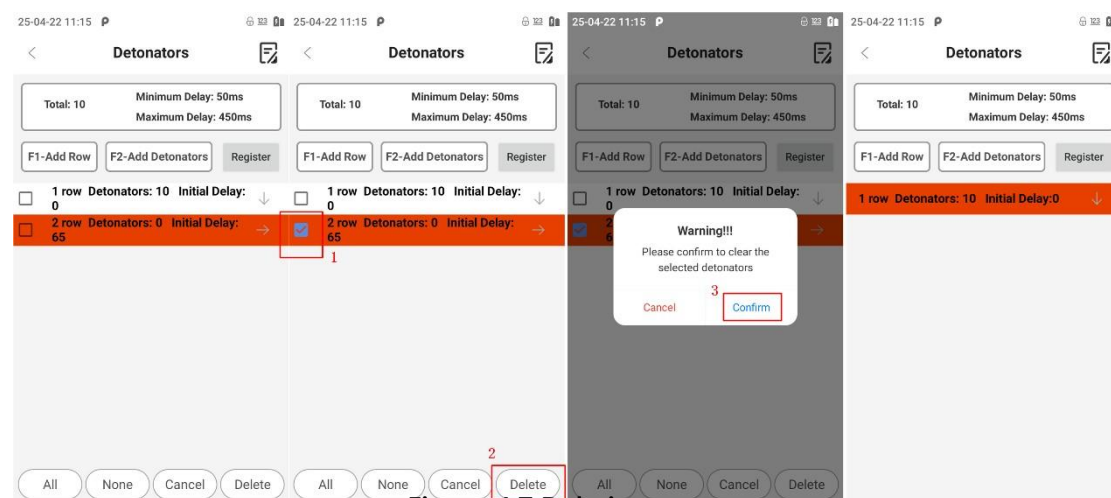 25-04-22 11:15
Detonators
Total: 10
Minimum Delay: 50ms
Maximum Delay: 450ms
F1-Add Row
F2-Add Detonators
Register
1 row Detonators: 10 Initial Delay:
0
2 row Detonators: 0 Initial Delay:
65
All
None
Cancel
Delete
25-04-22 11:15
Detonators
Total: 10
Minimum Delay: 50ms
Maximum Delay: 450ms
F1-Add Row
F2-Add Detonators
Register
1 row Detonators: 10 Initial Delay:
0
2 row Detonators: 0 Initial Delay:
65
1
2
All
None
Cancel
Delete
25-04-22 11:15
Detonators
Total: 10
Minimum Delay: 50ms
Maximum Delay: 450ms
F1-Add Row
F2-Add Detonators
Register
1 row Detonators: 10 Initial Delay:
0
2
6
Warning!!!
Please confirm to clear the
selected detonators
3
Cancel
Confirm
All
None
Cancel
Delete
25-04-22 11:15
Detonators
Total: 10
Minimum Delay: 50ms
Maximum Delay: 450ms
F1-Add Row
F2-Add Detonators
Register
1 row Detonators: 10 Initial Delay:0